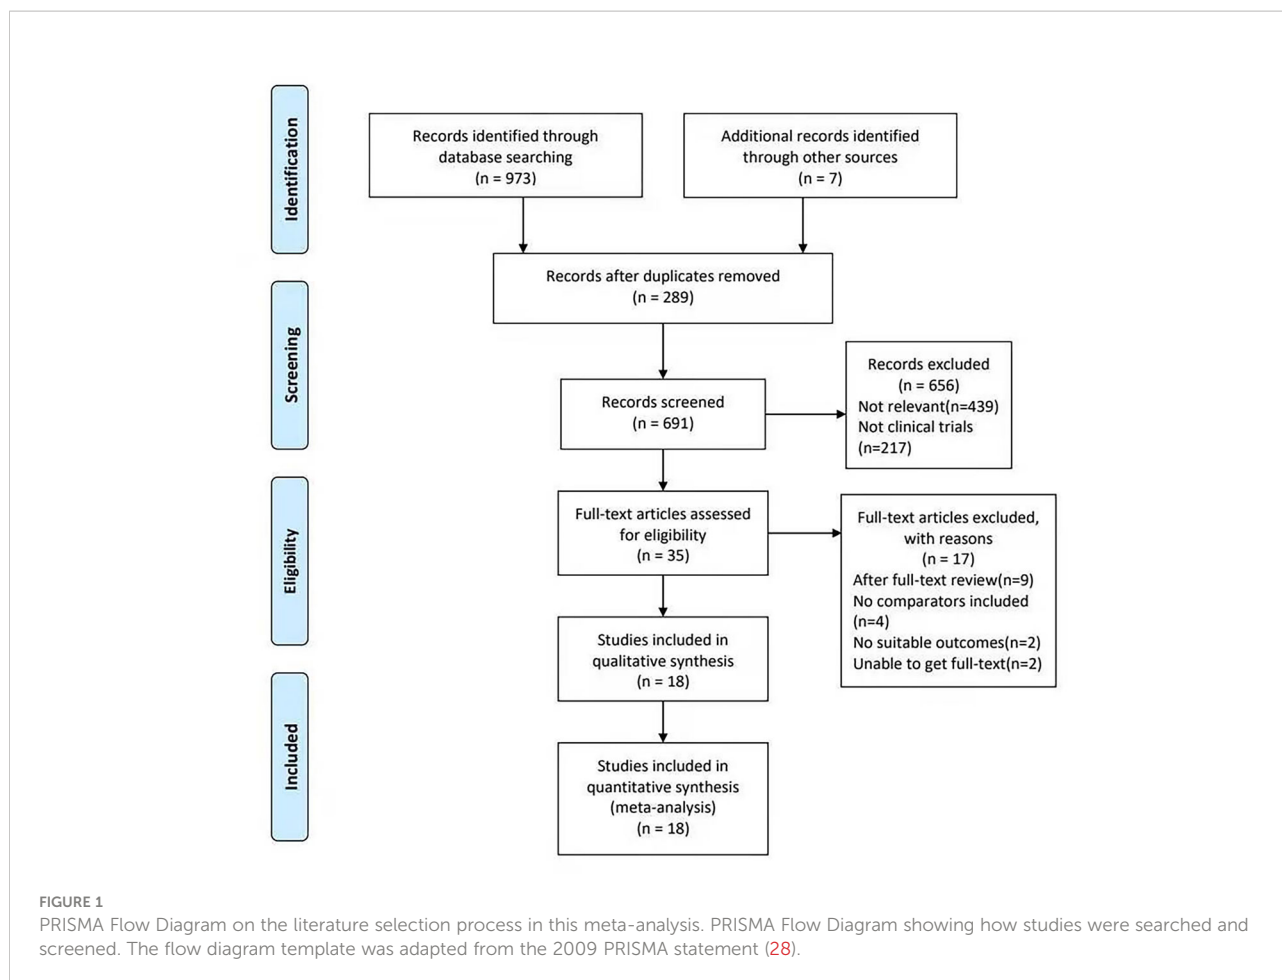 Identification
Records identified through
database searching
(n = 973)
Additional records identified
through other sources
(n = 7)
Records after duplicates removed
(n = 289)
Screening
Records screened
(n = 691)
Records excluded
(n = 656)
Not relevant(n=439)
Not clinical trials
(n=217)
Eligibility
Full-text articles assessed
for eligibility
(n = 35)
Full-text articles excluded,
with reasons
(n = 17)
After full-text review(n=9)
No comparators included
(n=4)
No suitable outcomes(n=2)
Unable to get full-text(n=2)
Studies included in
qualitative synthesis
(n = 18)
Included
Studies included in
quantitative synthesis
(meta-analysis)
(n = 18)
FIGURE 1
PRISMA Flow Diagram on the literature selection process in this meta-analysis. PRISMA Flow Diagram showing how studies were searched and
screened. The flow diagram template was adapted from the 2009 PRISMA statement (28).